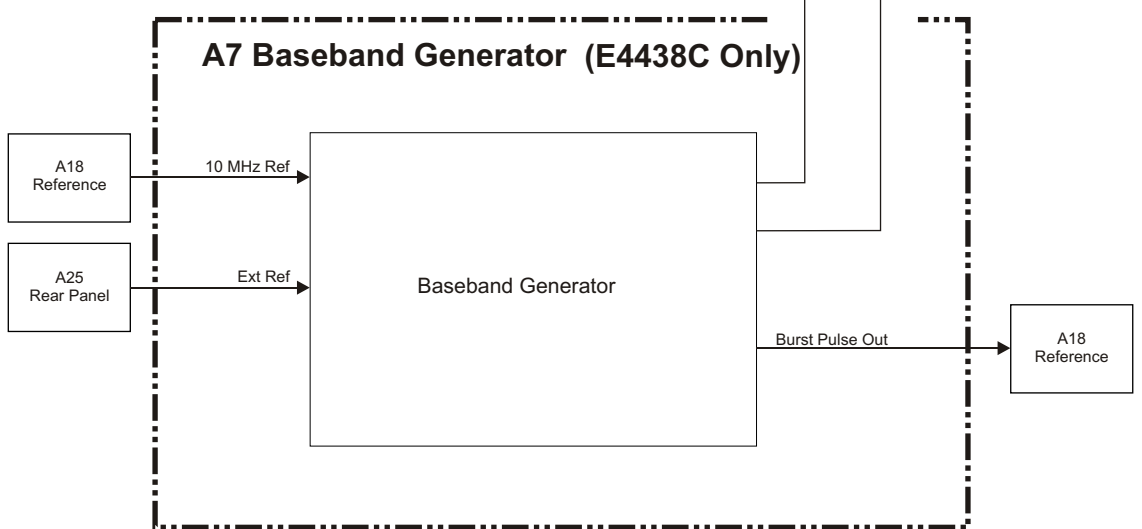 A7 Baseband Generator (E4438C Only)
A18
Reference
10 MHz Ref
A25
Rear Panel
Ext Ref
Baseband Generator
Burst Pulse Out
A18
Reference